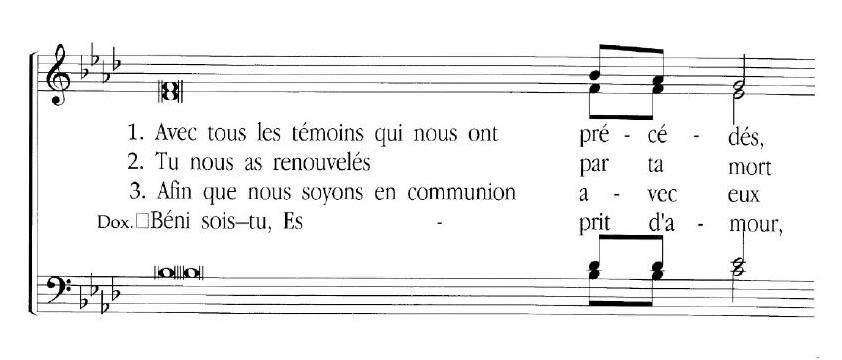 1. Avec tous les témoins qui nous ont pré - cé - dés,
2. Tu nous as renouvelés par ta mort
3. Afin que nous soyons en communion a - vec eux
Dox. □Béni sois–tu, Es - prit d'a - mour,